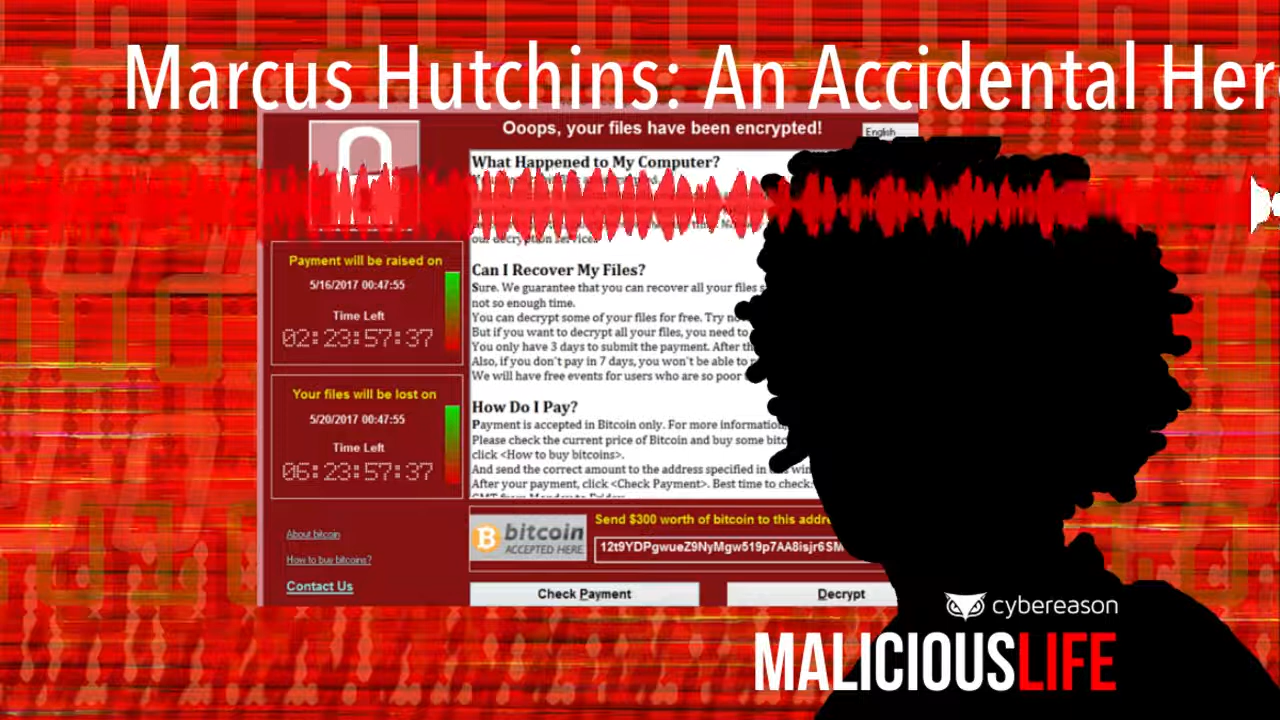 Marcus Hutchins: An Accidental Her
Ooops, your files have been encrypted!
English
What Happened to My Computer?
our decryption service.
Payment will be raised on
5/16/2017 00:47:55
Time Left
02:23:57:37
Can I Recover My Files?
Sure. We guarantee that you can recover all your files
not so enough time.
You can decrypt some of your files for free. Try
But if you want to decrypt all your files, you need to
You only have 3 days to submit the payment. After
Also, if you don't pay in 7 days, you won't be able to
We will have free events for users who are so poor
Your files will be lost on
5/20/2017 00:47:55
Time Left
06:23:57:37
How Do I Pay?
Payment is accepted in Bitcoin only. For more information,
Please check the current price of Bitcoin and buy some
click <How to buy bitcoins>.
And send the correct amount to the address specified in
After your payment, click <Check Payment>. Best time to check:
GMT from Monday to Friday.
About bitcoin
How to buy bitcoins?
Contact Us
bitcoin
ACCEPTED HERE
Send $300 worth of bitcoin to this
12t9YDPgwueZ9NyMgw519p7AA8isjr6SM
Check Payment
Decrypt
cybereason
MALICIOUSLIFE